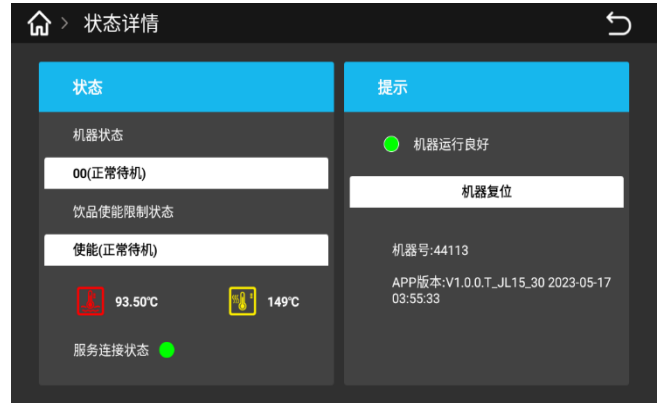 状态详情
状态
机器状态
00(正常待机)
饮品使能限制状态
使能(正常待机)
93.50℃
149℃
服务连接状态
提示
机器运行良好
机器复位
机器号:44113
APP版本:V1.0.0.T_JL15_30 2023-05-17
03:55:33